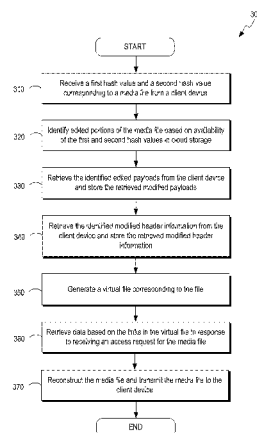 30
START
310
Receive a first hash value and a second hash value
corresponding to a media file from a client device
320
Identify edited portions of the media file based on availability
of the first and second hash values in cloud storage
330
Retrieve the identified edited payloads from the client device
and store the retrieved modified payloads
340
Retrieve the identified modified header information from the
client device and store the retrieved modified header
information
350
Generate a virtual file corresponding to the file
360
Retrieve data based on the links in the virtual file in response
to receiving an access request for the media file
370
Reconstruct the media file and transmit the media file to the
client device
END